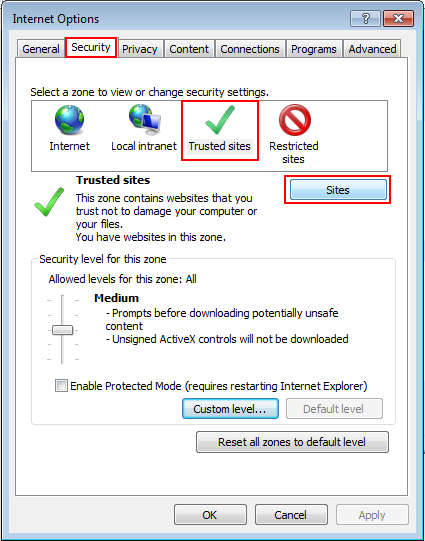 Internet Options
General Security Privacy Content Connections Programs Advanced
Select a zone to view or change security settings.
Internet Local intranet Trusted sites Restricted
sites
Trusted sites
Sites
This zone contains websites that you
trust not to damage your computer or
your files.
You have websites in this zone.
Security level for this zone
Allowed levels for this zone: All
Medium
- Prompts before downloading potentially unsafe
content
- Unsigned ActiveX controls will not be downloaded
Enable Protected Mode (requires restarting Internet Explorer)
Custom level... Default level
Reset all zones to default level
OK Cancel Apply